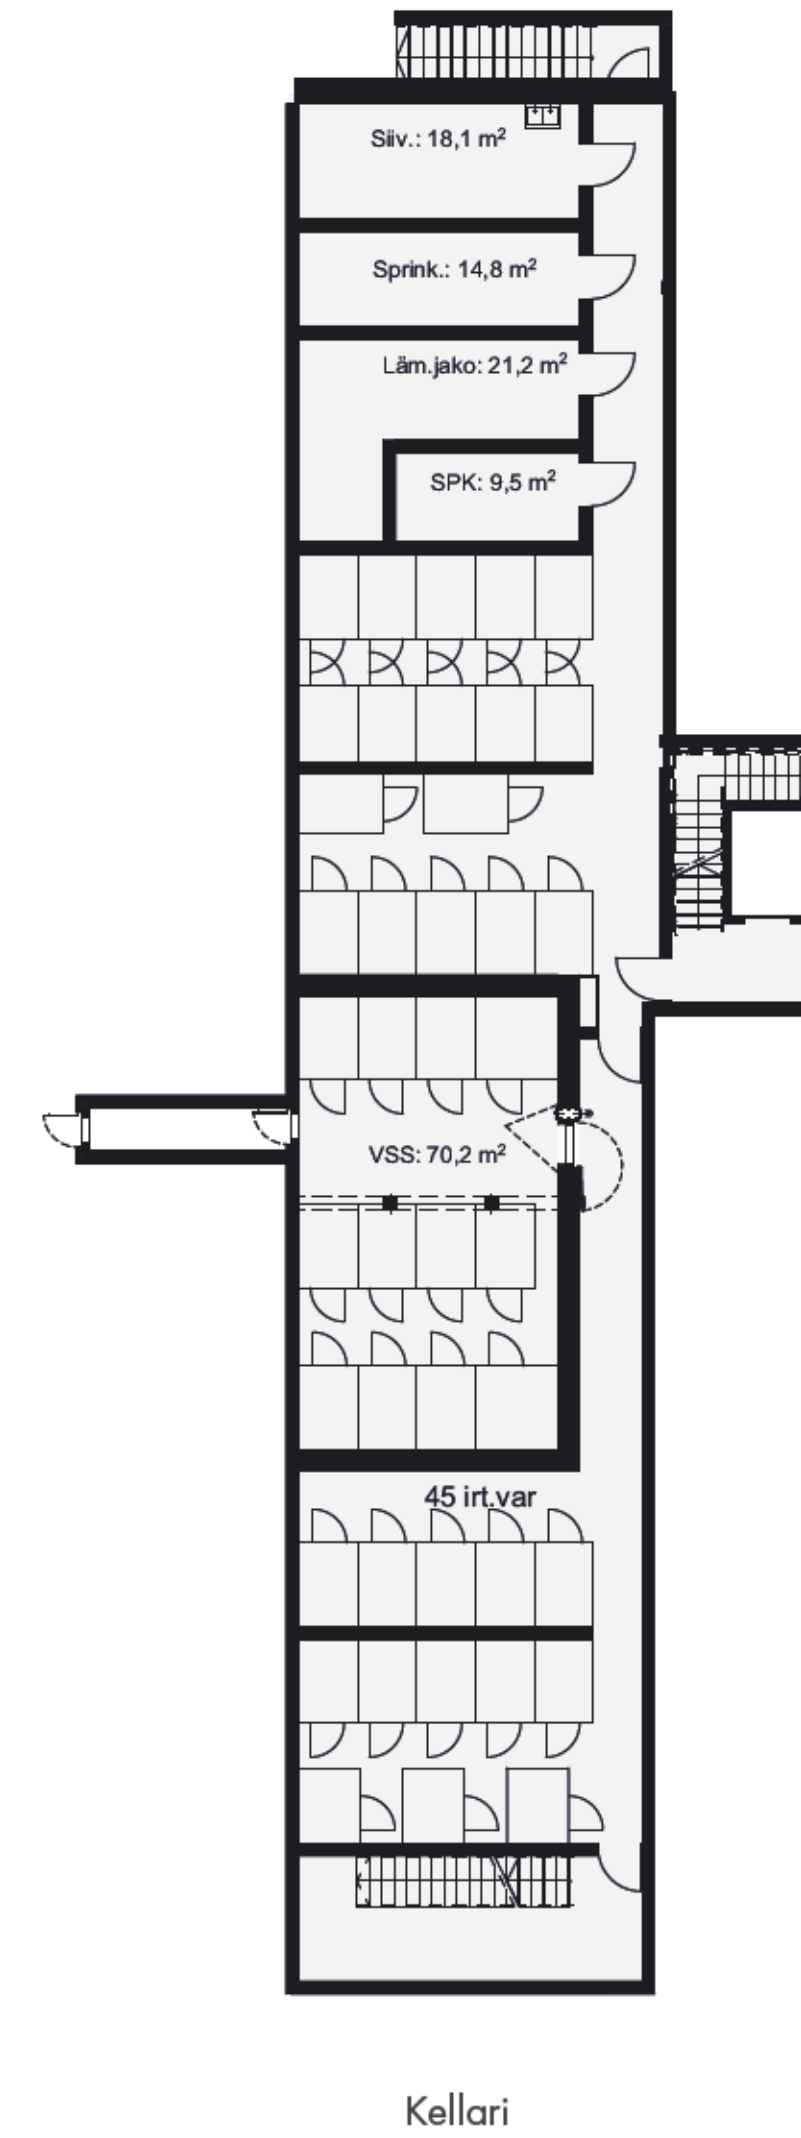 Siiv.: 18,1 m²
Sprink.: 14,8 m²
Läm.jako: 21,2 m²
SPK: 9,5 m²
VSS: 70,2 m²
45 irt.var
Kellari